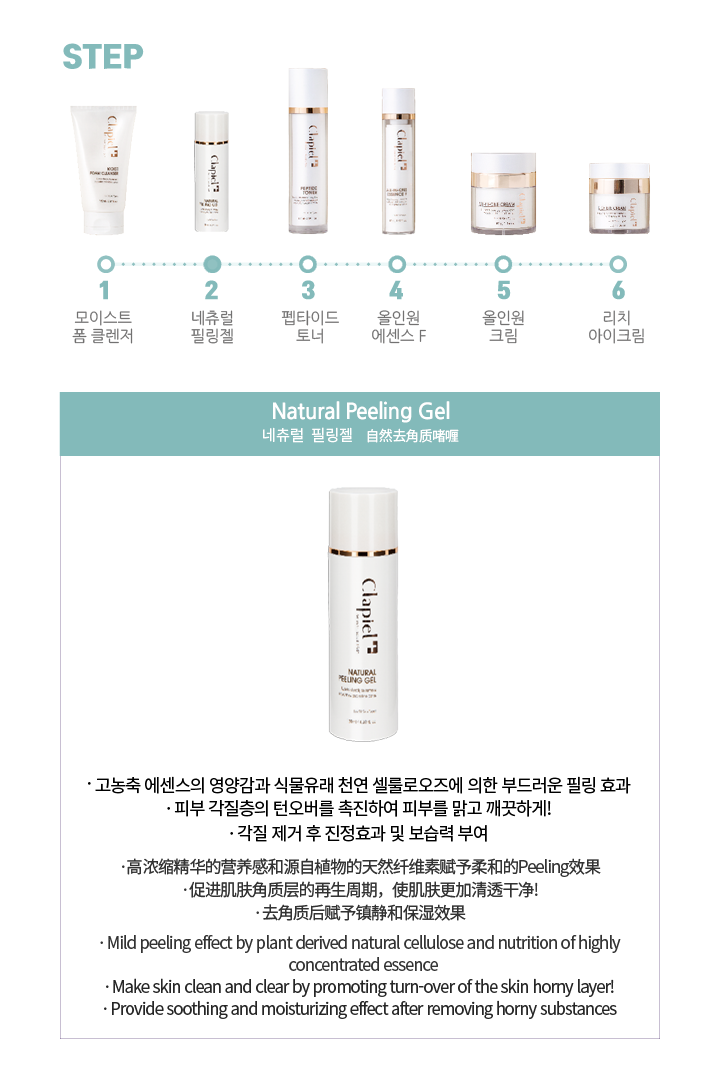 STEP
Clapiel
MOIST
FOAM CLEANSER
Clapiel
NATURAL
PEELING GEL
Clapiel
PEPTIDE
TONER
Clapiel
ESSENCE F
Clapiel
CREAM
EYE CREAM
1
2
3
4
5
6
모이스트
폼 클렌저
네츄럴
필링젤
펩타이드
토너
올인원
에센스 F
올인원
크림
리치
아이크림
Natural Peeling Gel
네츄럴 필링젤 自然去角质啫喱
Clapiel
NATURAL
PEELING GEL
· 고농축 에센스의 영양감과 식물유래 천연 셀룰로오즈에 의한 부드러운 필링 효과
· 피부 각질층의 턴오버를 촉진하여 피부를 맑고 깨끗하게!
· 각질 제거 후 진정효과 및 보습력 부여
·高浓缩精华的营养感和源自植物的天然纤维素赋予柔和的Peeling效果
·促进肌肤角质层的再生周期，使肌肤更加清透干净!
·去角质后赋予镇静和保湿效果
· Mild peeling effect by plant derived natural cellulose and nutrition of highly
concentrated essence
· Make skin clean and clear by promoting turn-over of the skin horny layer!
· Provide soothing and moisturizing effect after removing horny substances